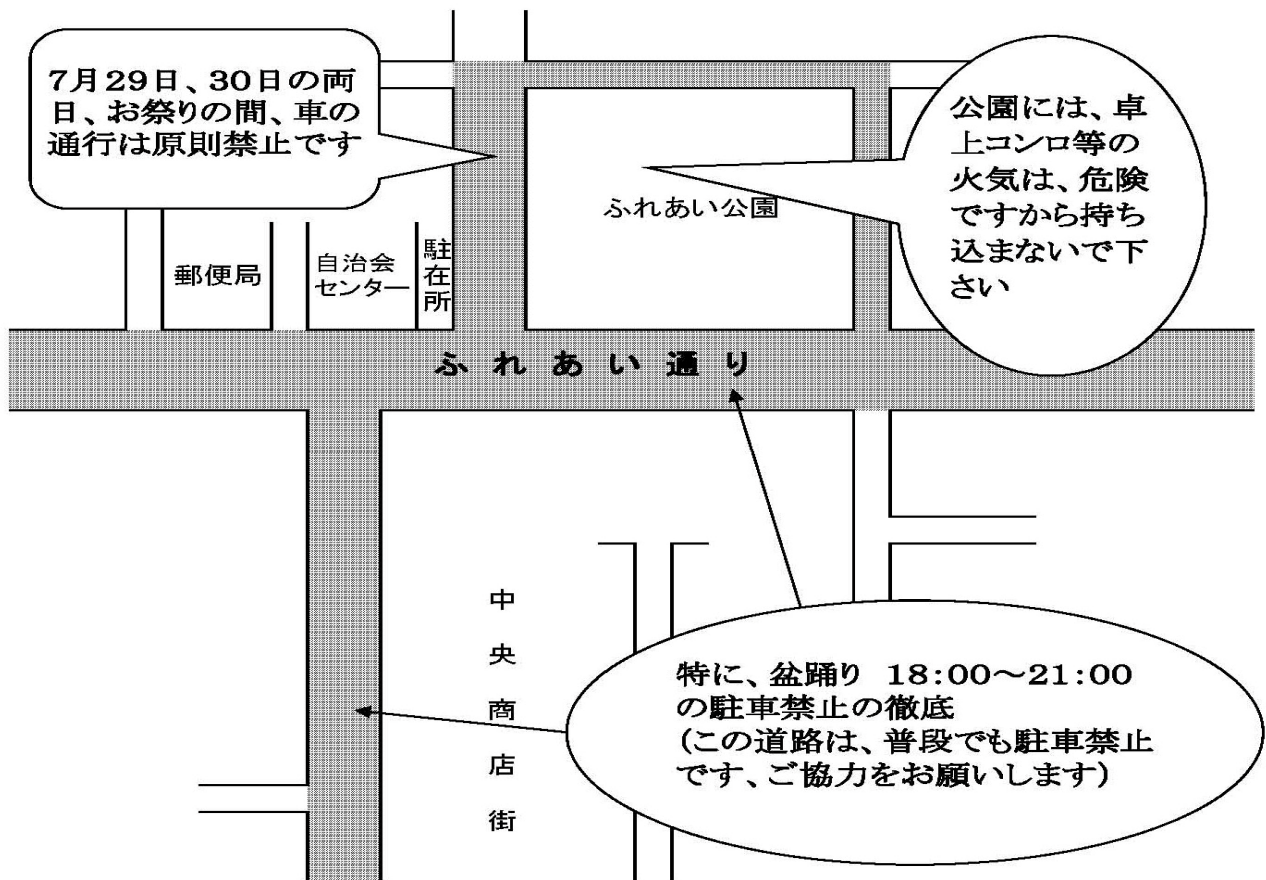 7月29日、30日の両
日、お祭りの間、車の
通行は原則禁止です
公園には、卓
上コンロ等の
火気は、危険
ですから持ち
込まないで下
さい
ふれあい公園
郵便局
自治会
センター
駐在所
ふれあい通り
中央商店街
特に、盆踊り 18:00～21:00
の駐車禁止の徹底
(この道路は、普段でも駐車禁止
です、ご協力をお願いします)